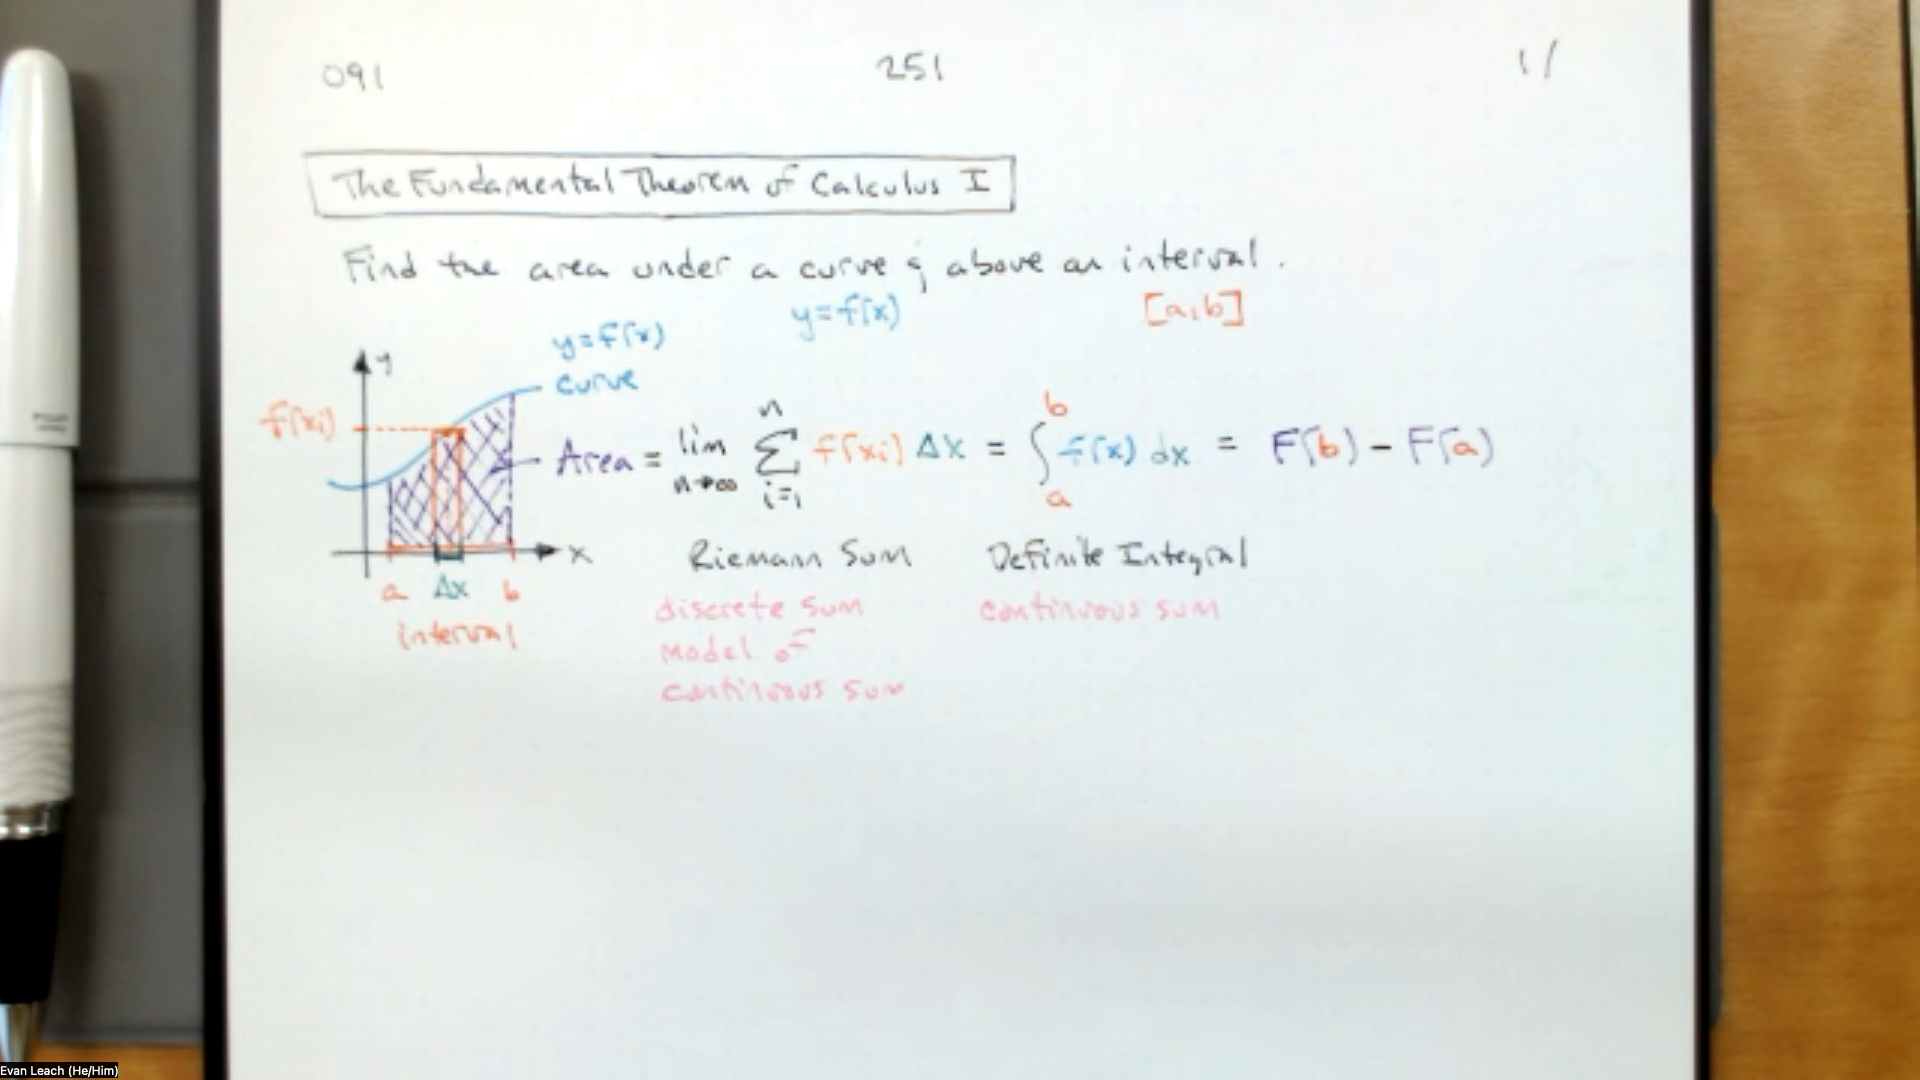 091 251 1/
The Fundamental Theorem of Calculus I
Find the area under a curve & above an interval.
y=f(x) [a,b]
y=f(x)
curve
y
f(xi)
Area = lim n→∞ n Σ i=1 f(xi) Δx = ∫ b a f(x) dx = F(b) - F(a)
x
a Δx b
interval
Riemann Sum Definite Integral
discrete sum continuous sum
model of
continuous sum
Evan Leach (He/Him)